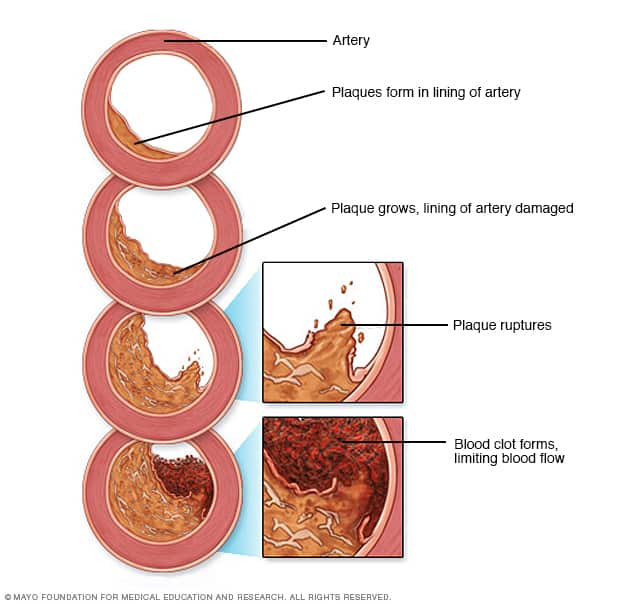 Artery
Plaques form in lining of artery
Plaque grows, lining of artery damaged
Plaque ruptures
Blood clot forms,
limiting blood flow
© MAYO FOUNDATION FOR MEDICAL EDUCATION AND RESEARCH. ALL RIGHTS RESERVED.